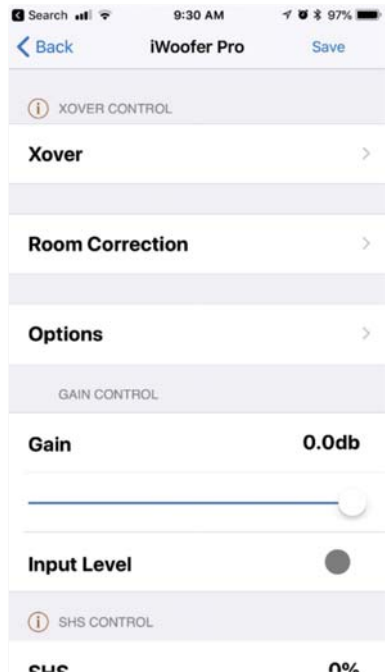 Search 9:30 AM 97%
Back iWoofer Pro Save
XOVER CONTROL
Xover
Room Correction
Options
GAIN CONTROL
Gain 0.0db
Input Level
SHS CONTROL
SHS 0%